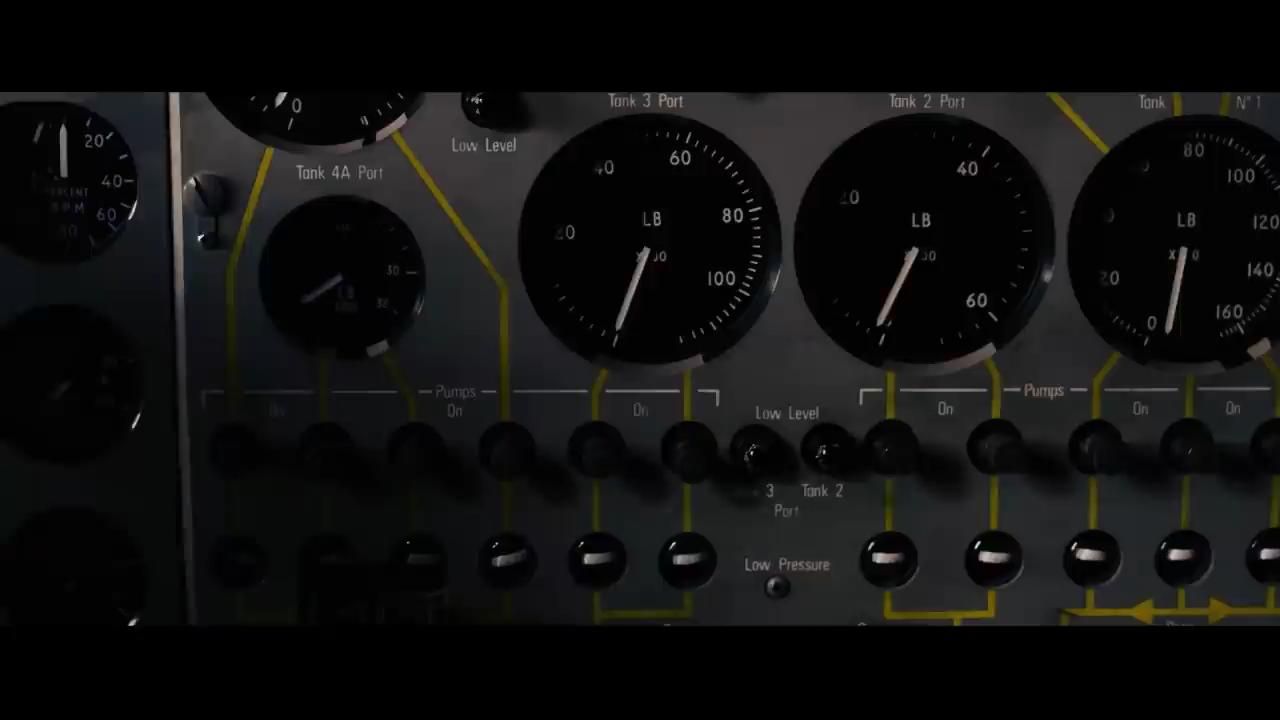 Tank 3 Port
Tank 2 Port
Tank
N° 1
Low Level
Tank 4A Port
0
20
40
60
30
LB
40
60
80
100
LB
40
60
LB
80
100
120
140
160
0
20
LB
Pumps
On
On
Low Level
3
Tank 2
Port
Pumps
On
On
On
Low Pressure